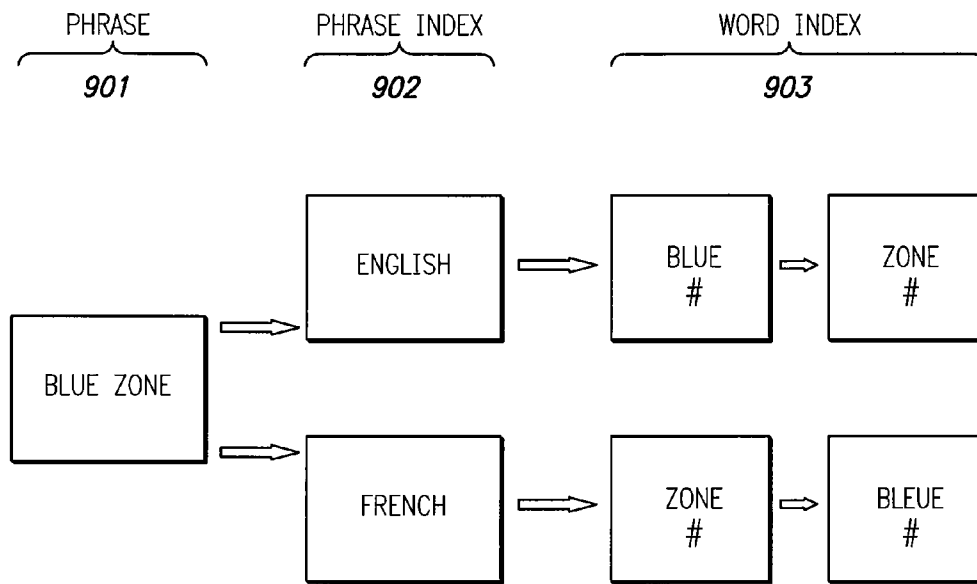 PHRASE PHRASE INDEX WORD INDEX
901 902 903
ENGLISH BLUE # ZONE #
BLUE ZONE
FRENCH ZONE # BLEUE #